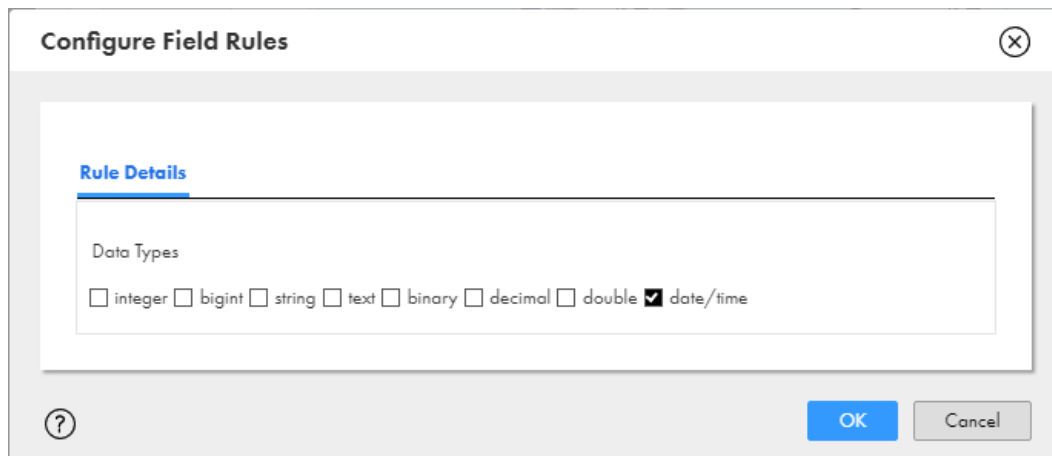 Configure Field Rules
Rule Details
Data Types
integer bigint string text binary decimal double date/time
? OK Cancel